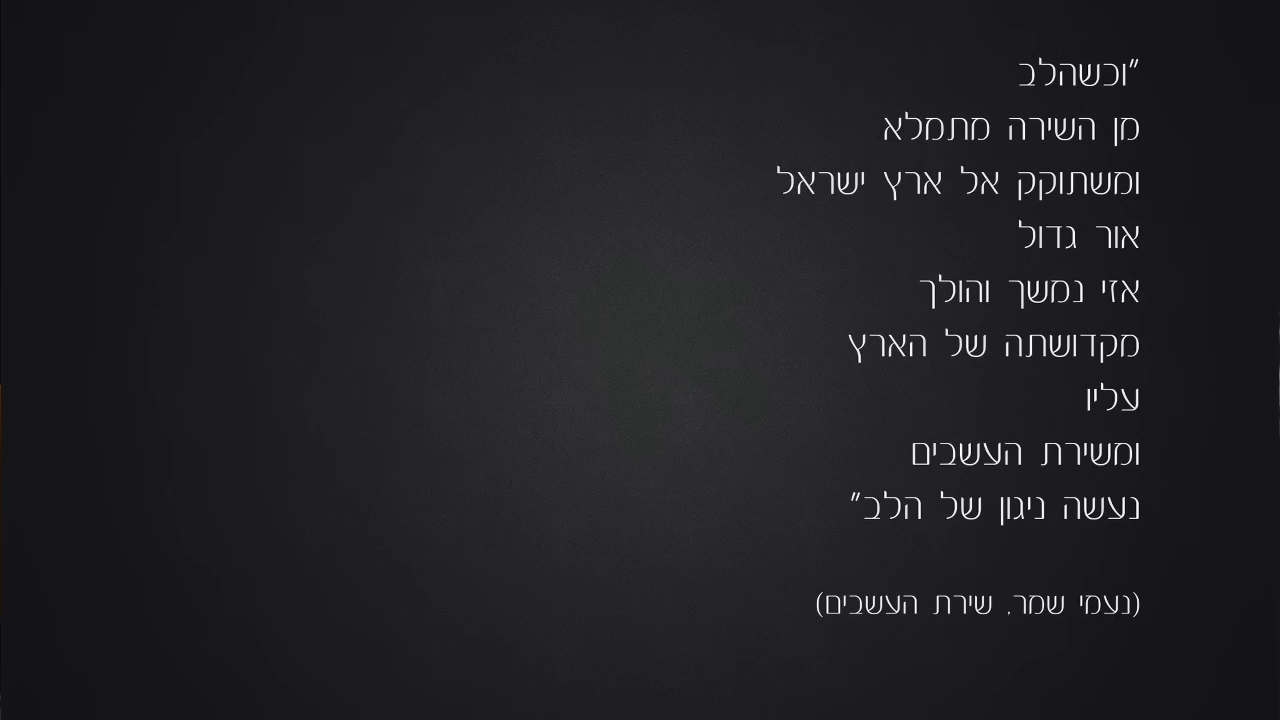 "וכשהלב
מן השירה מתמלא
ומשתוקק אל ארץ ישראל
אור גדול
אזי נמשך והולך
מקדושתה של הארץ
עליו
ומשירת העשבים
נעשה ניגון של הלב"
(נעמי שמר, שירת העשבים)